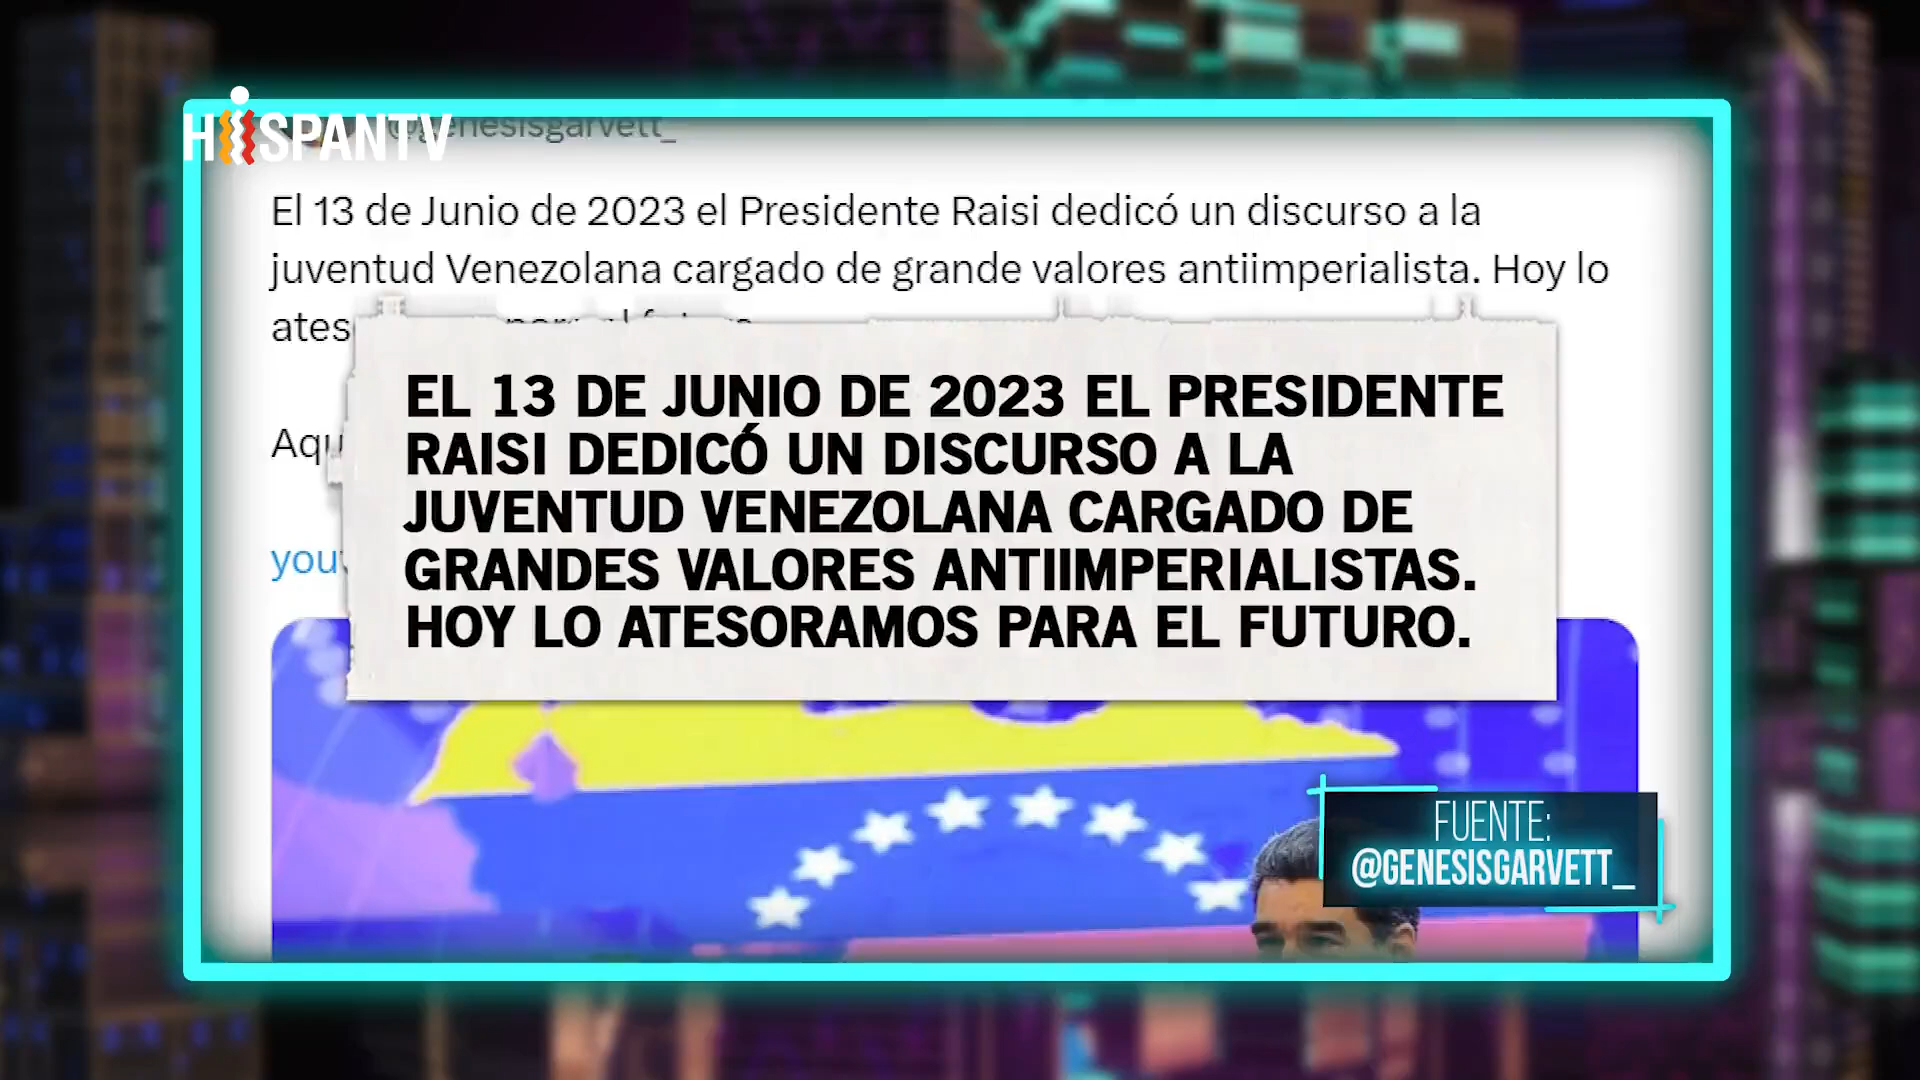 HISPANTV
@genesisgarvett_
El 13 de Junio de 2023 el Presidente Raisi dedicó un discurso a la
juventud Venezolana cargado de grande valores antiimperialista. Hoy lo
EL 13 DE JUNIO DE 2023 EL PRESIDENTE
RAISI DEDICÓ UN DISCURSO A LA
JUVENTUD VENEZOLANA CARGADO DE
GRANDES VALORES ANTIIMPERIALISTAS.
HOY LO ATESORAMOS PARA EL FUTURO.
FUENTE:
@GENESISGARVETT_